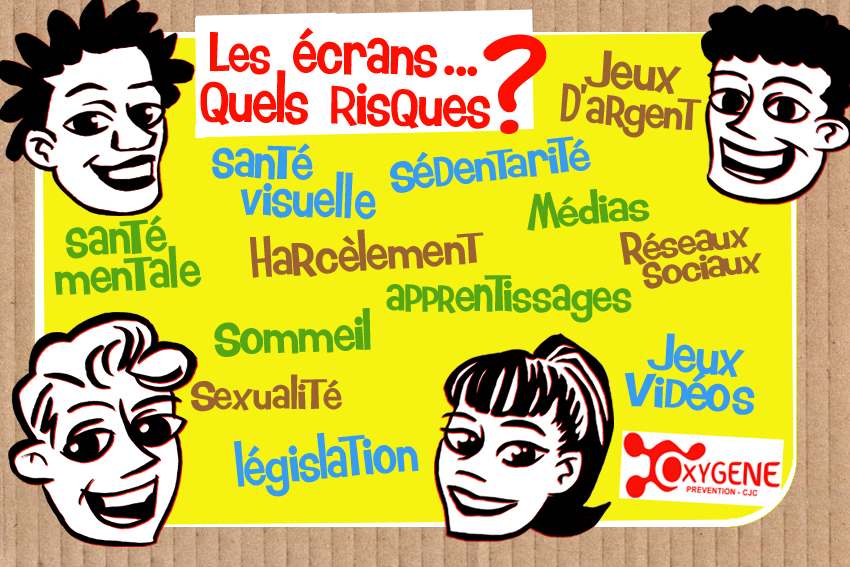 Les écrans...
Quels Risques ?
Jeux
D'aRgenT
sanTé
visuelle
sédenTariTé
Médias
sanTé
menTale
HaRcèlemenT
Réseaux
sociaux
apprenTissages
sommeil
Jeux
Vidéos
sexualiTé
législaTion
OXYGENE
PREVENTION - CJC